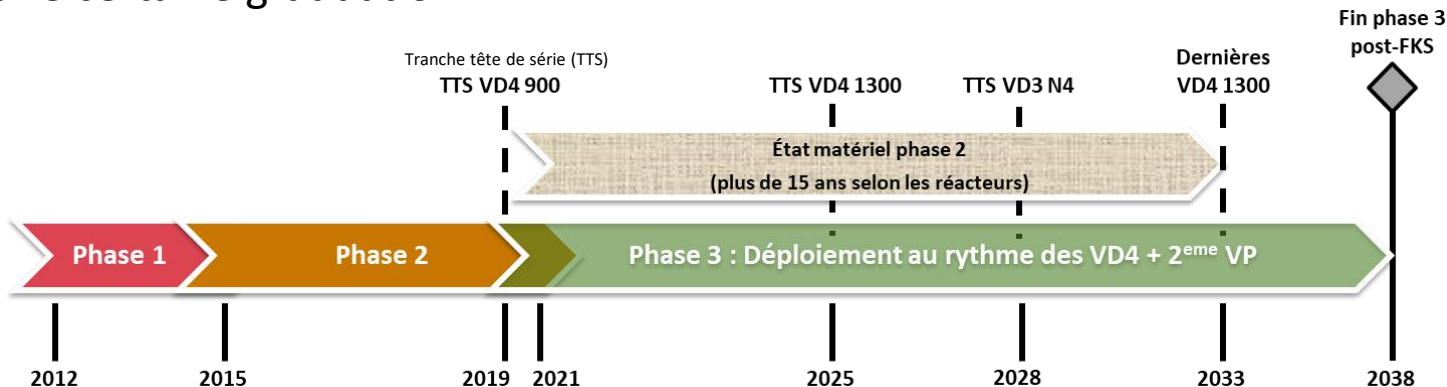 Fin phase 3
post-FKS
Tranche tête de série (TTS)
TTS VD4 900
TTS VD4 1300
TTS VD3 N4
Dernières
VD4 1300
État matériel phase 2
(plus de 15 ans selon les réacteurs)
Phase 1
Phase 2
Phase 3 : Déploiement au rythme des VD4 + 2eme VP
2012
2015
2019
2021
2025
2028
2033
2038